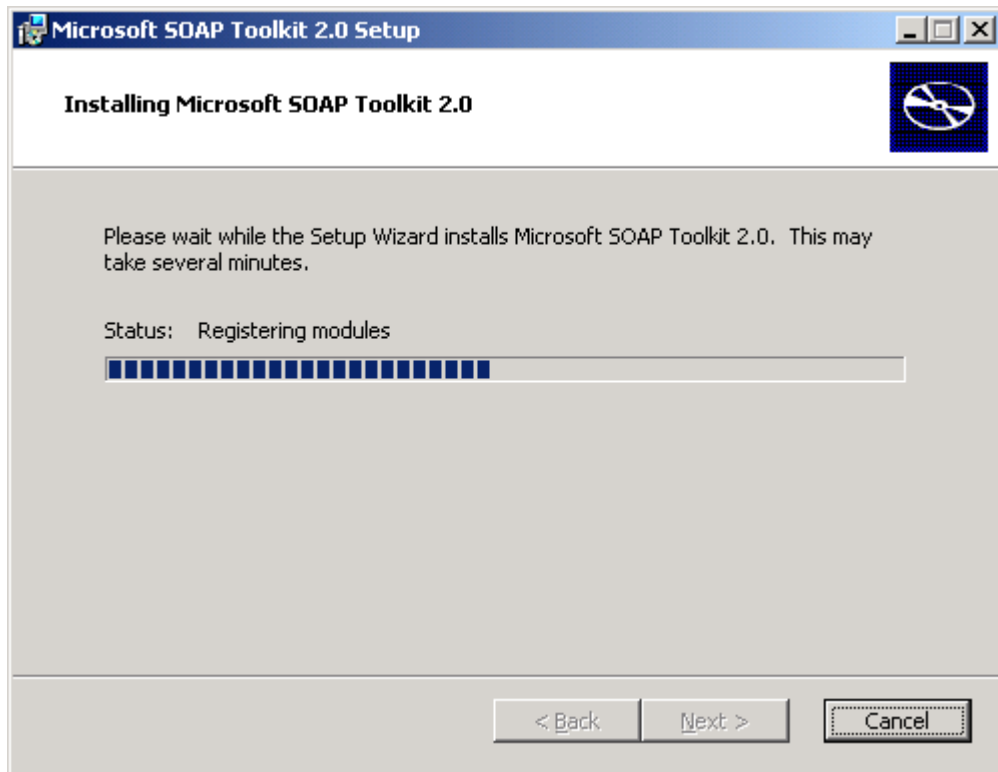 Microsoft SOAP Toolkit 2.0 Setup
Installing Microsoft SOAP Toolkit 2.0
Please wait while the Setup Wizard installs Microsoft SOAP Toolkit 2.0.  This may
take several minutes.
Status: Registering modules
< Back Next > Cancel